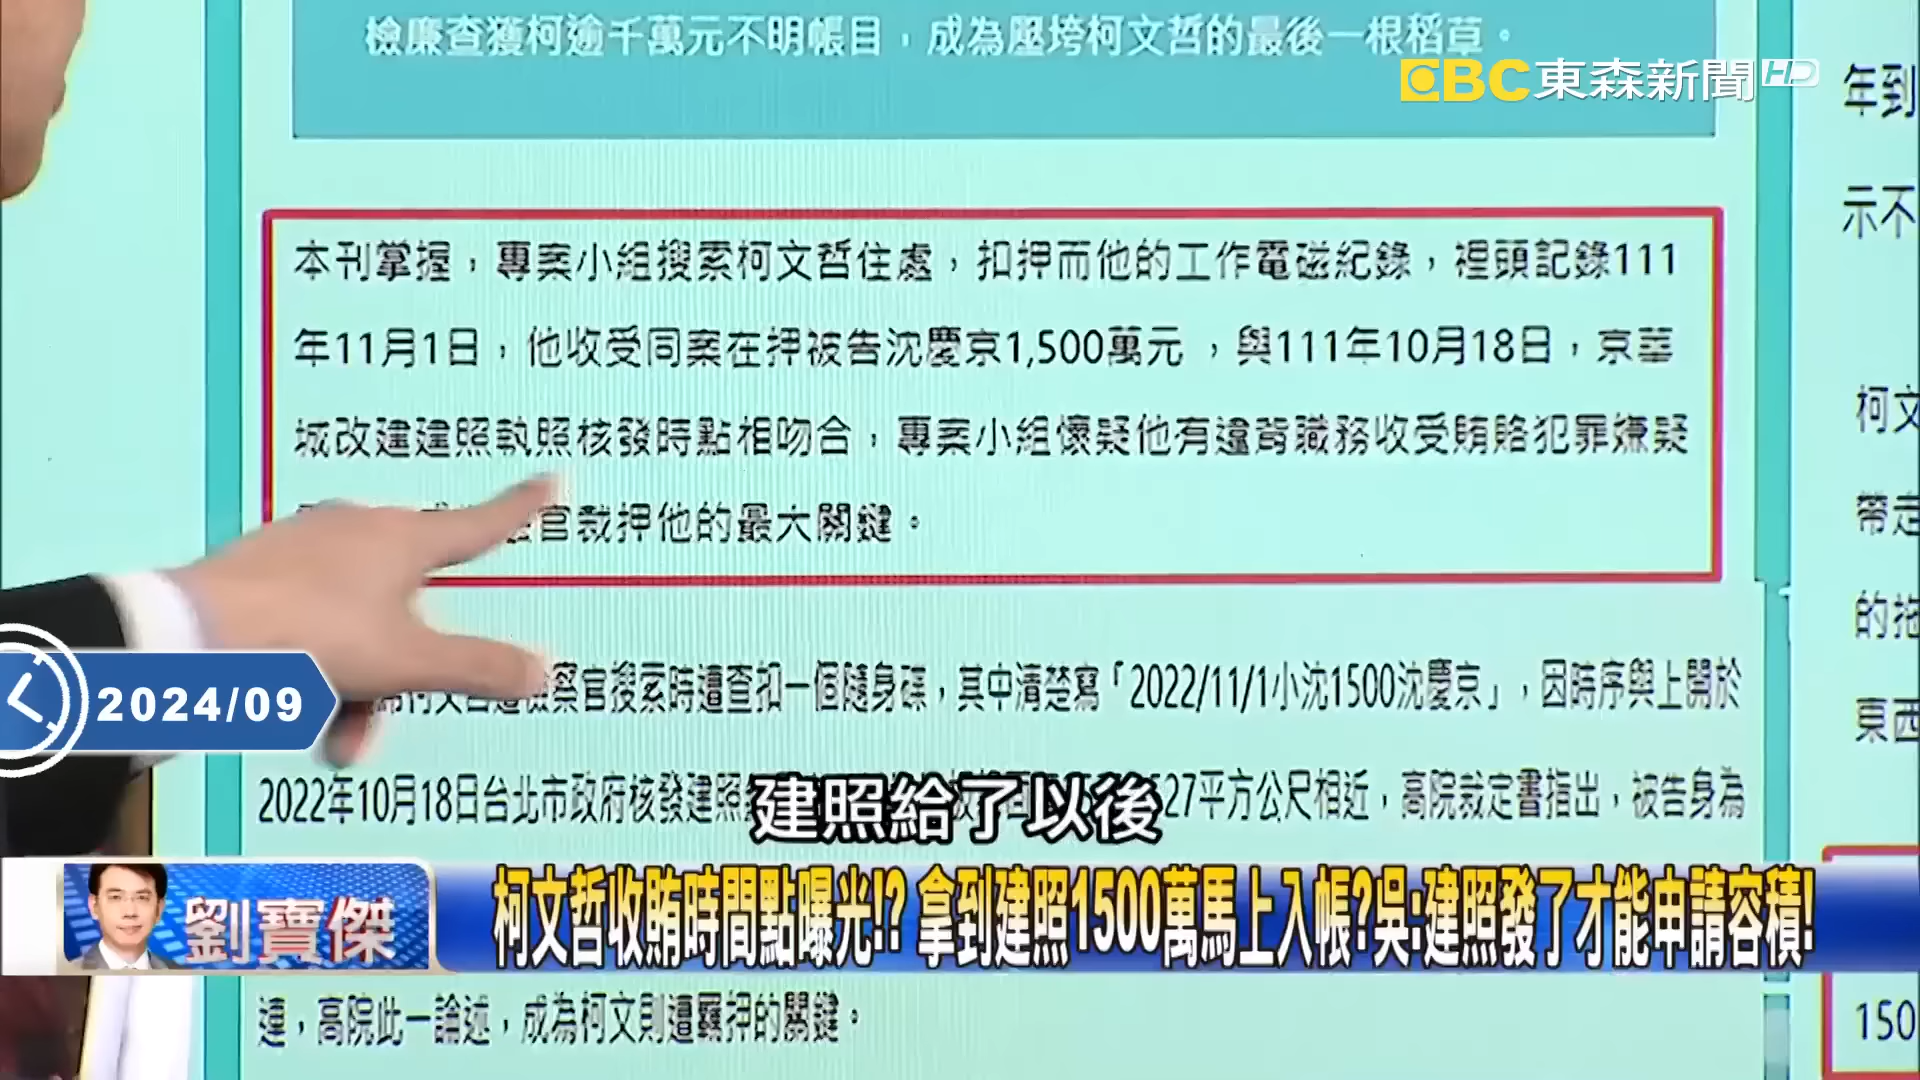 檢廉查獲柯逾千萬元不明帳目，成為壓垮柯文哲的最後一根稻草。
EBC東森新聞HD
本刊掌握，專案小組搜索柯文哲住處，扣押而他的工作電磁紀錄，裡頭記錄111
年11月1日，他收受同案在押被告沈慶京1,500萬元，與111年10月18日，京華
城改建建照執照核發時點相吻合，專案小組懷疑他有違背職務收受賄賂犯罪嫌疑
官裁押他的最大關鍵。
察官搜索時遭查扣一個隨身碟，其中清楚寫「2022/11/1小沈1500沈慶京」，因時序與上開於
2022年10月18日台北市政府核發建照
27平方公尺相近，高院裁定書指出，被告身為
連，高院此一論述，成為柯文則遭羈押的關鍵。
年到
示不
柯文
帶走
的
東西
150
2024/09
建照給了以後
劉寶傑
柯文哲收賄時間點曝光!? 拿到建照1500萬馬上入帳?吳:建照發了才能申請容積!